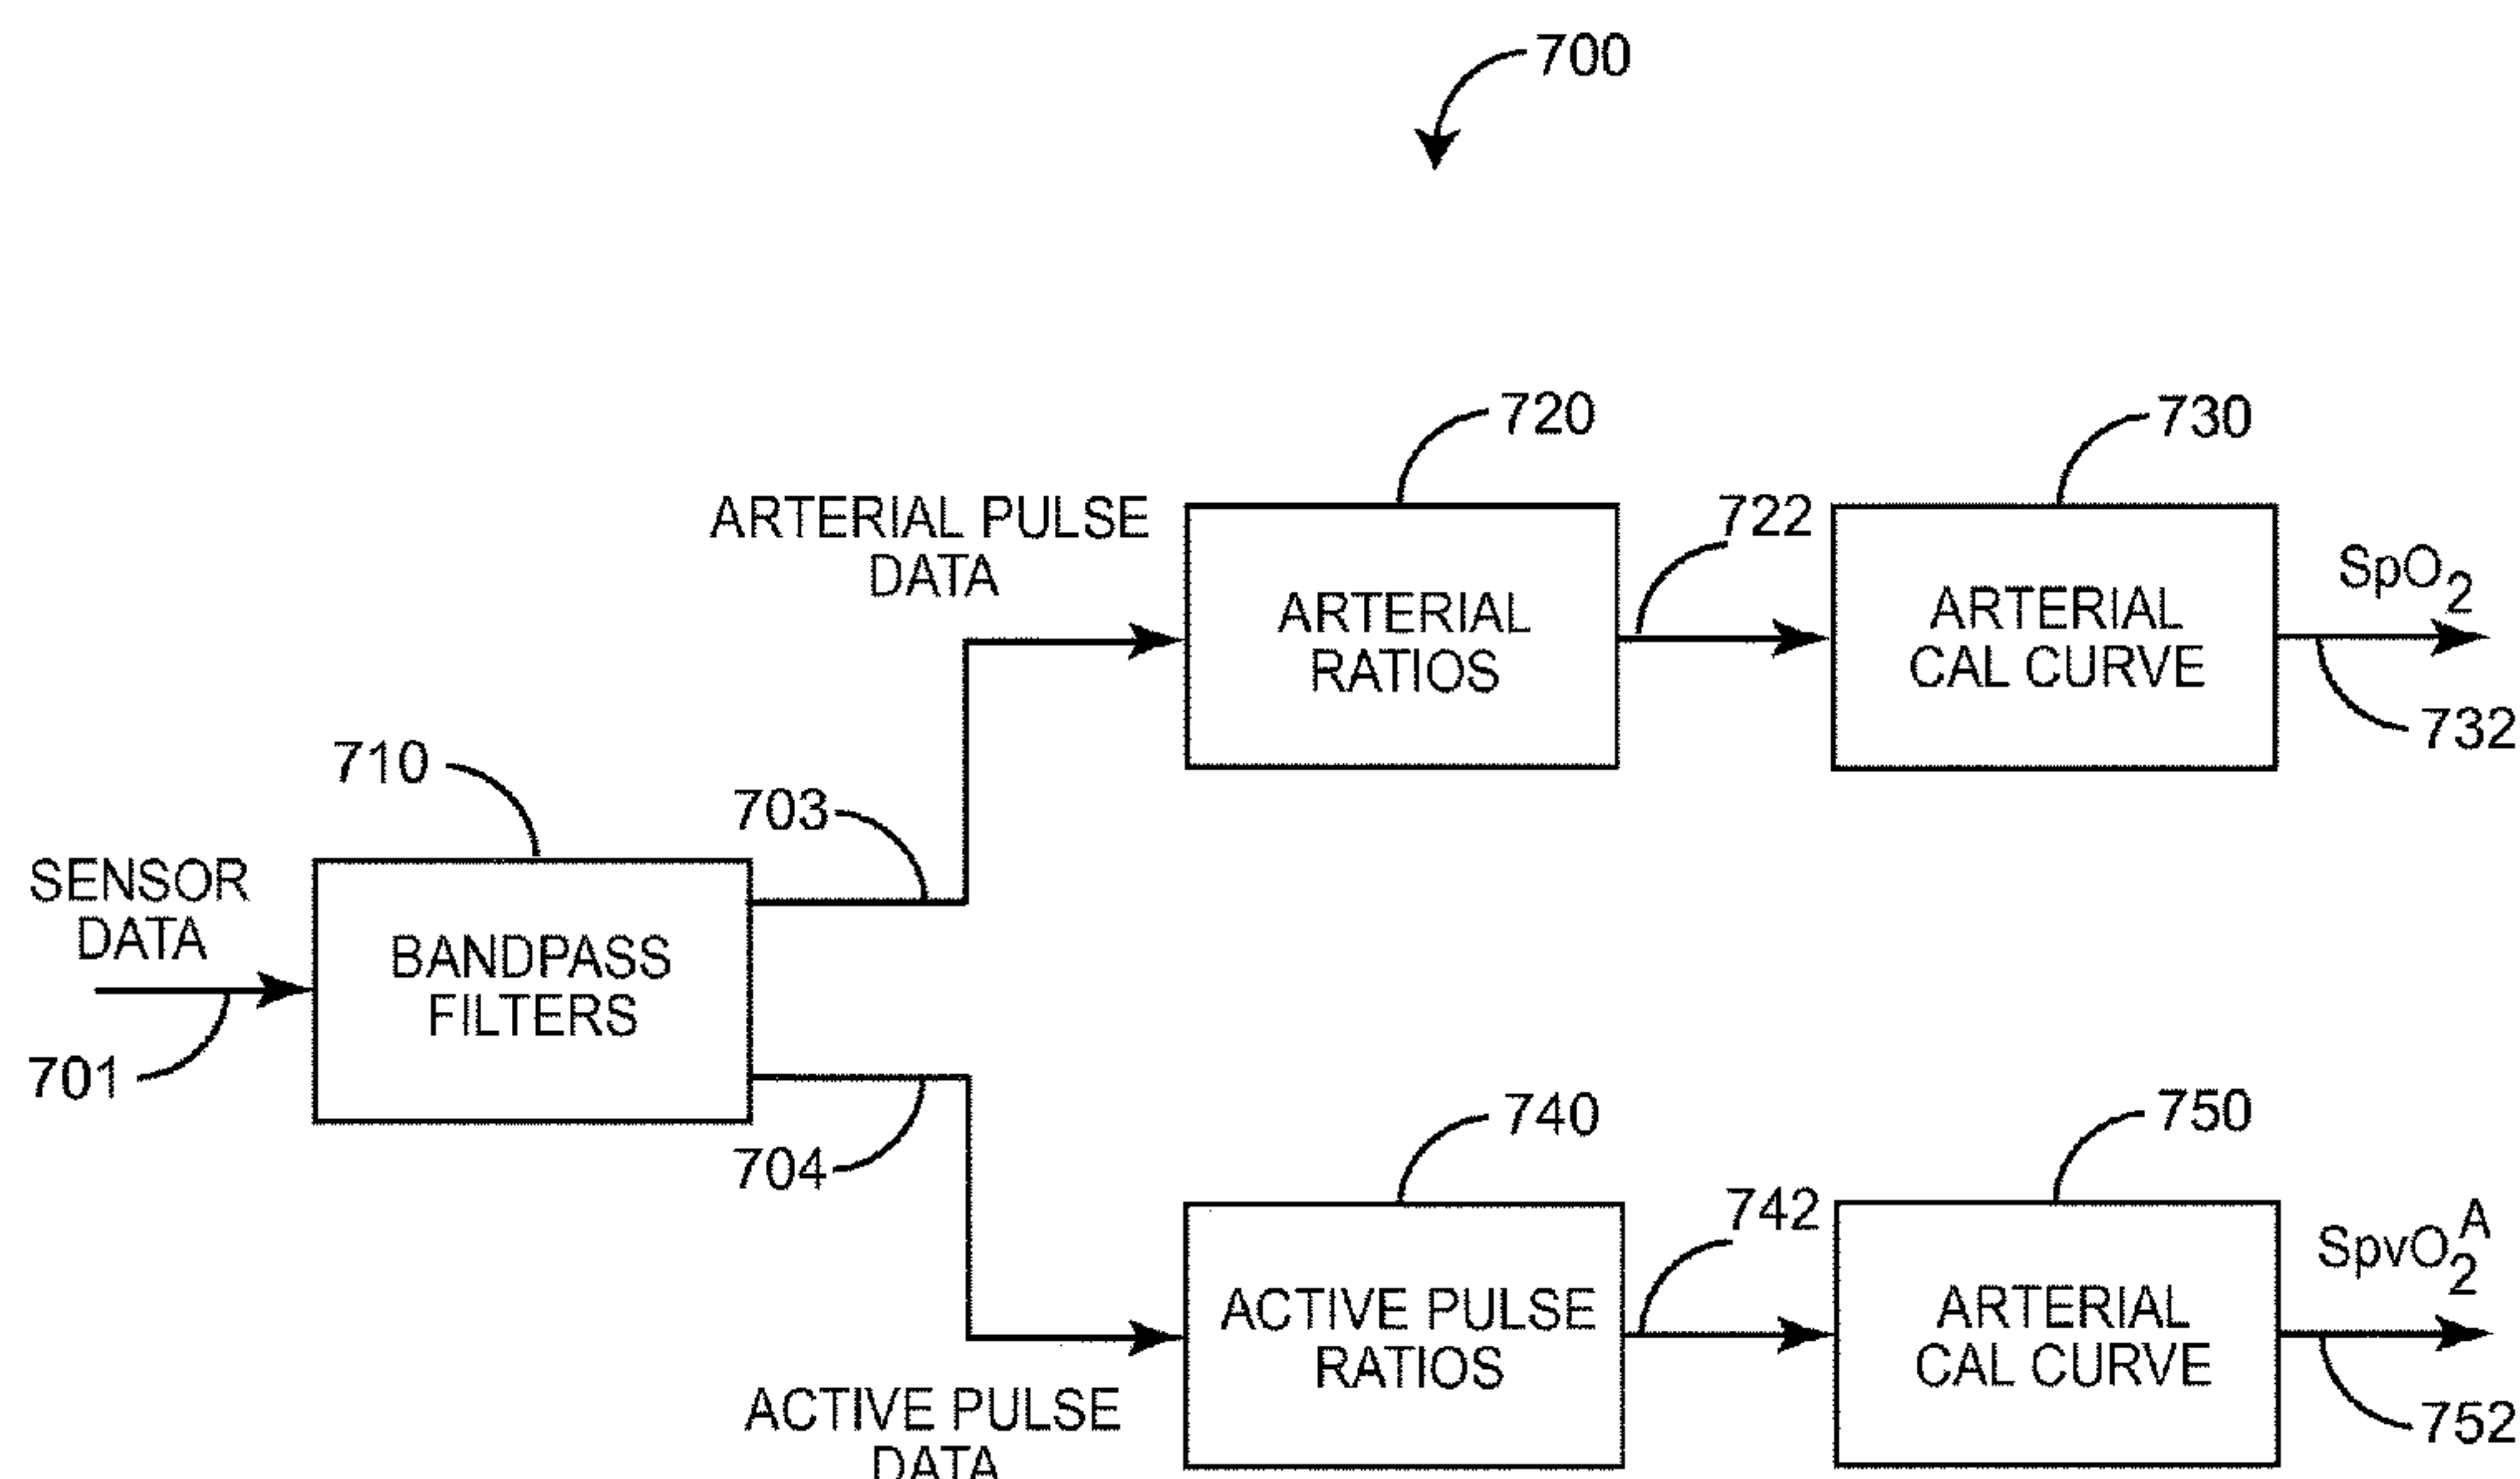 700
720
730
ARTERIAL PULSE
DATA
722
ARTERIAL
RATIOS
ARTERIAL
CAL CURVE
SpO2
732
710
703
SENSOR
DATA
BANDPASS
FILTERS
701
704
740
750
742
ACTIVE PULSE
RATIOS
ARTERIAL
CAL CURVE
SpvO2A
752
ACTIVE PULSE
DATA